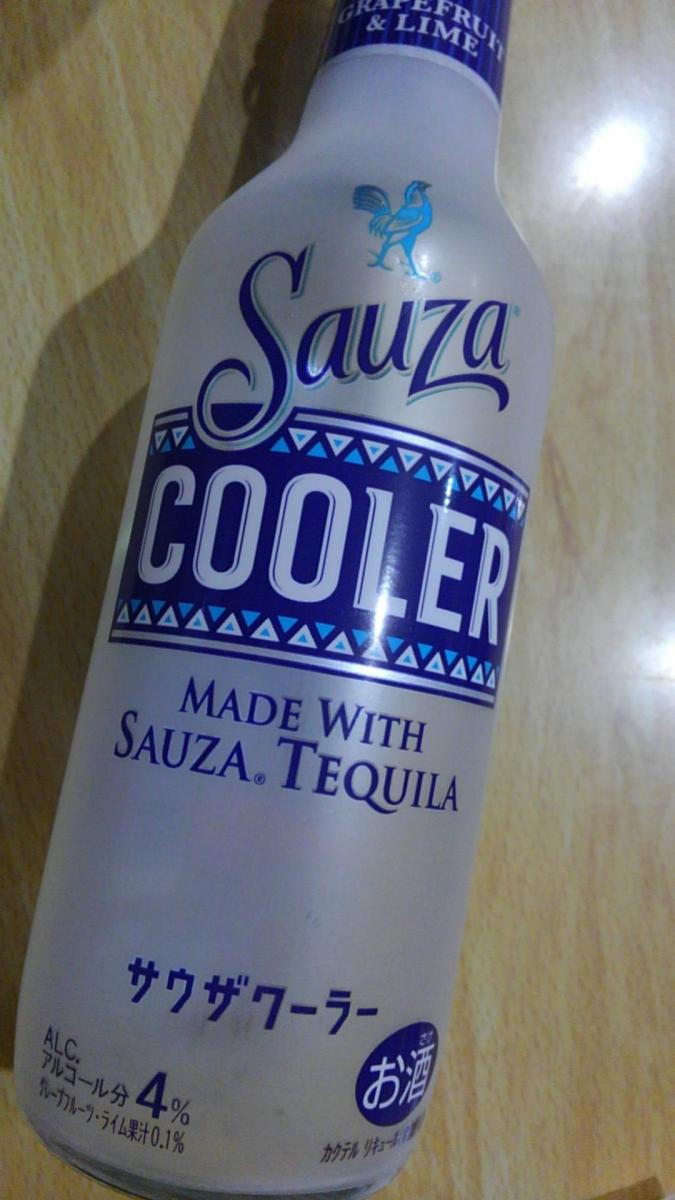 GRAPEFRUIT
& LIME
Sauza®
COOLER
MADE WITH
SAUZA® TEQUILA
サウザクーラー
ALC.
アルコール分 4%
グレープフルーツ・ライム果汁0.1%
さけ
お酒
カクテル リキュール